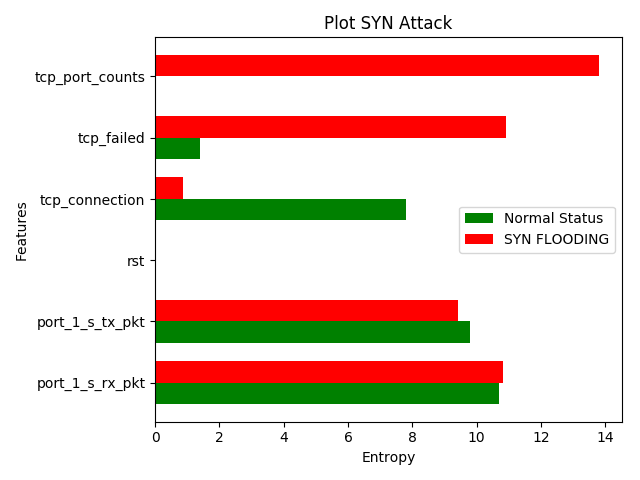 Plot SYN Attack
Features
tcp_port_counts
tcp_failed
tcp_connection
rst
port_1_s_tx_pkt
port_1_s_rx_pkt
Normal Status
SYN FLOODING
0 2 4 6 8 10 12 14
Entropy